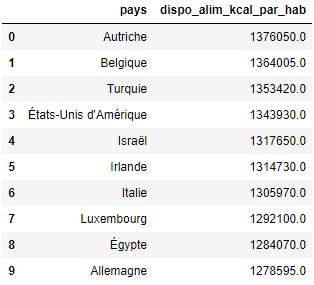 pays dispo_alim_kcal_par_hab
0 Autriche 1376050.0
1 Belgique 1364005.0
2 Turquie 1353420.0
3 États-Unis d'Amérique 1343930.0
4 Israël 1317650.0
5 Irlande 1314730.0
6 Italie 1305970.0
7 Luxembourg 1292100.0
8 Égypte 1284070.0
9 Allemagne 1278595.0